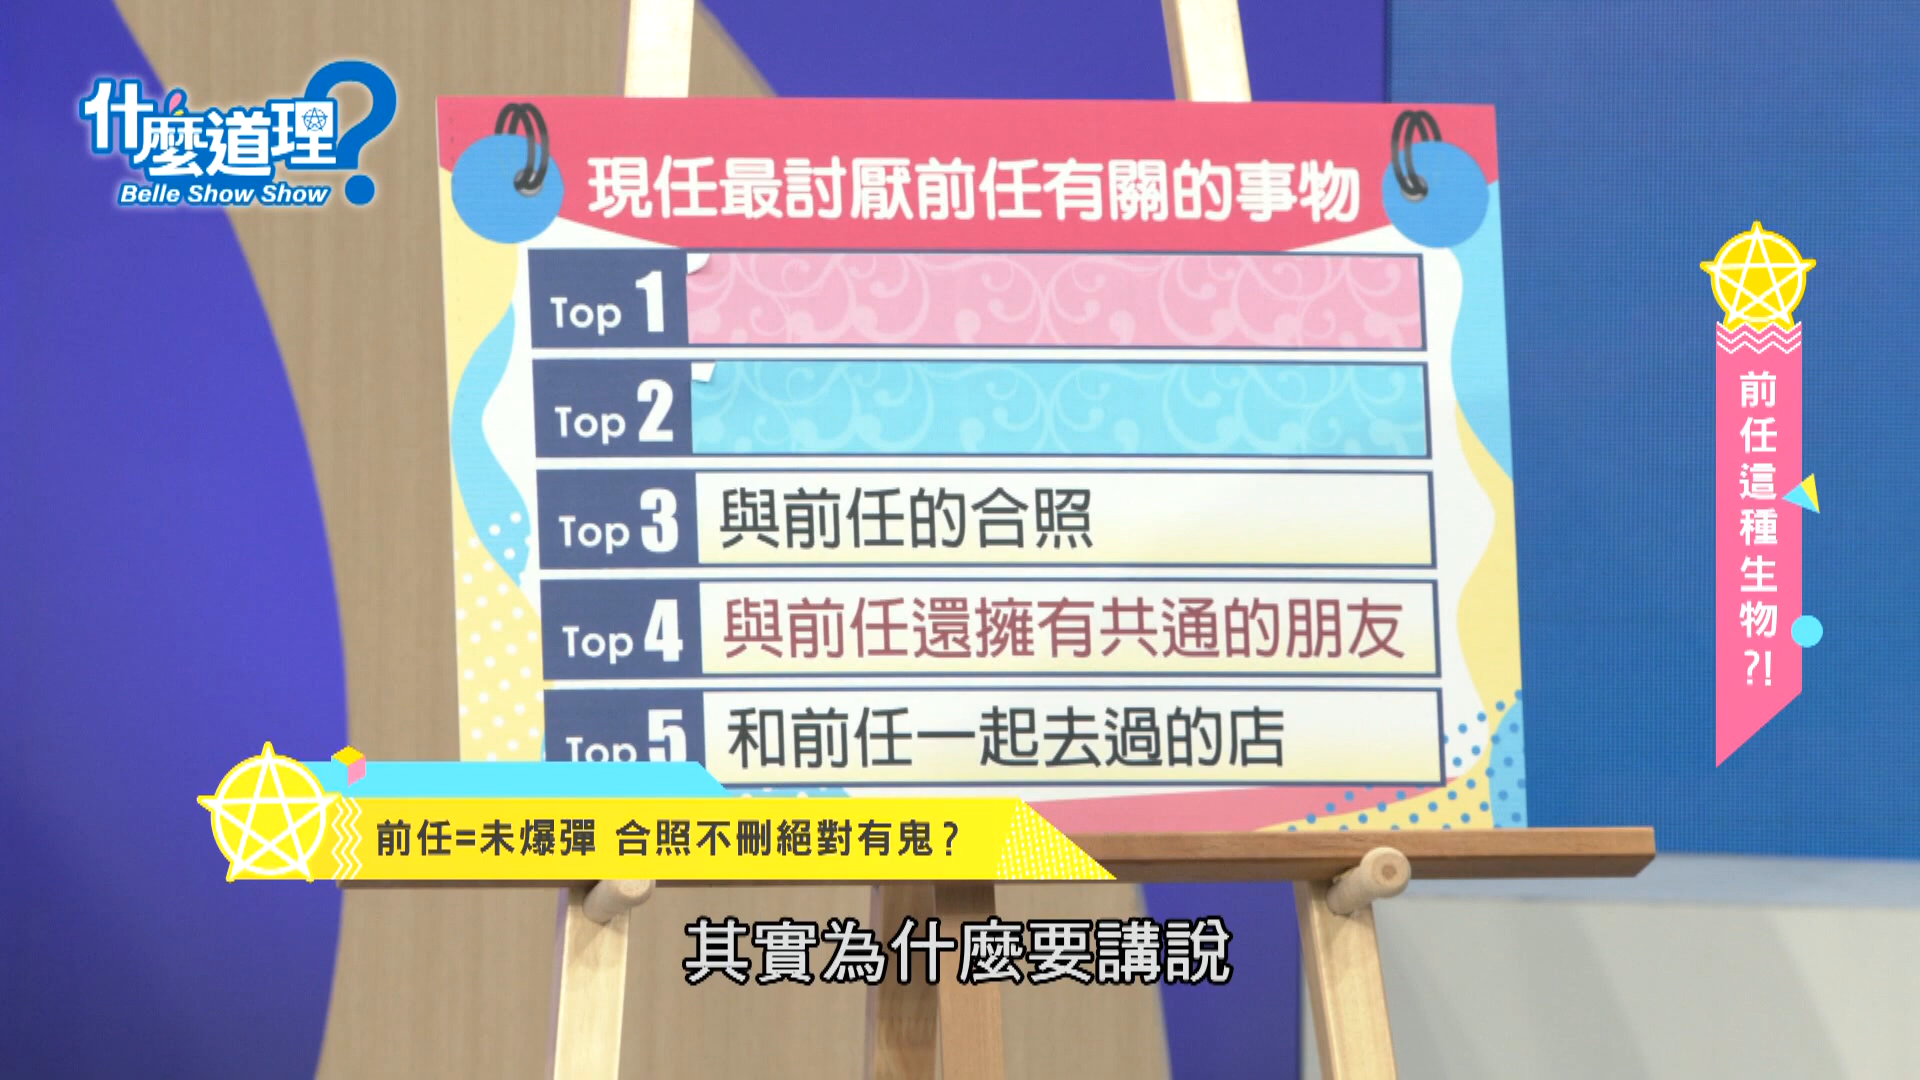 什麼道理?
Belle Show Show
現任最討厭前任有關的事物
Top 1
Top 2
Top 3 與前任的合照
Top 4 與前任還擁有共通的朋友
Top 5 和前任一起去過的店
前任這種生物?!
前任=未爆彈 合照不刪絕對有鬼？
其實為什麼要講說